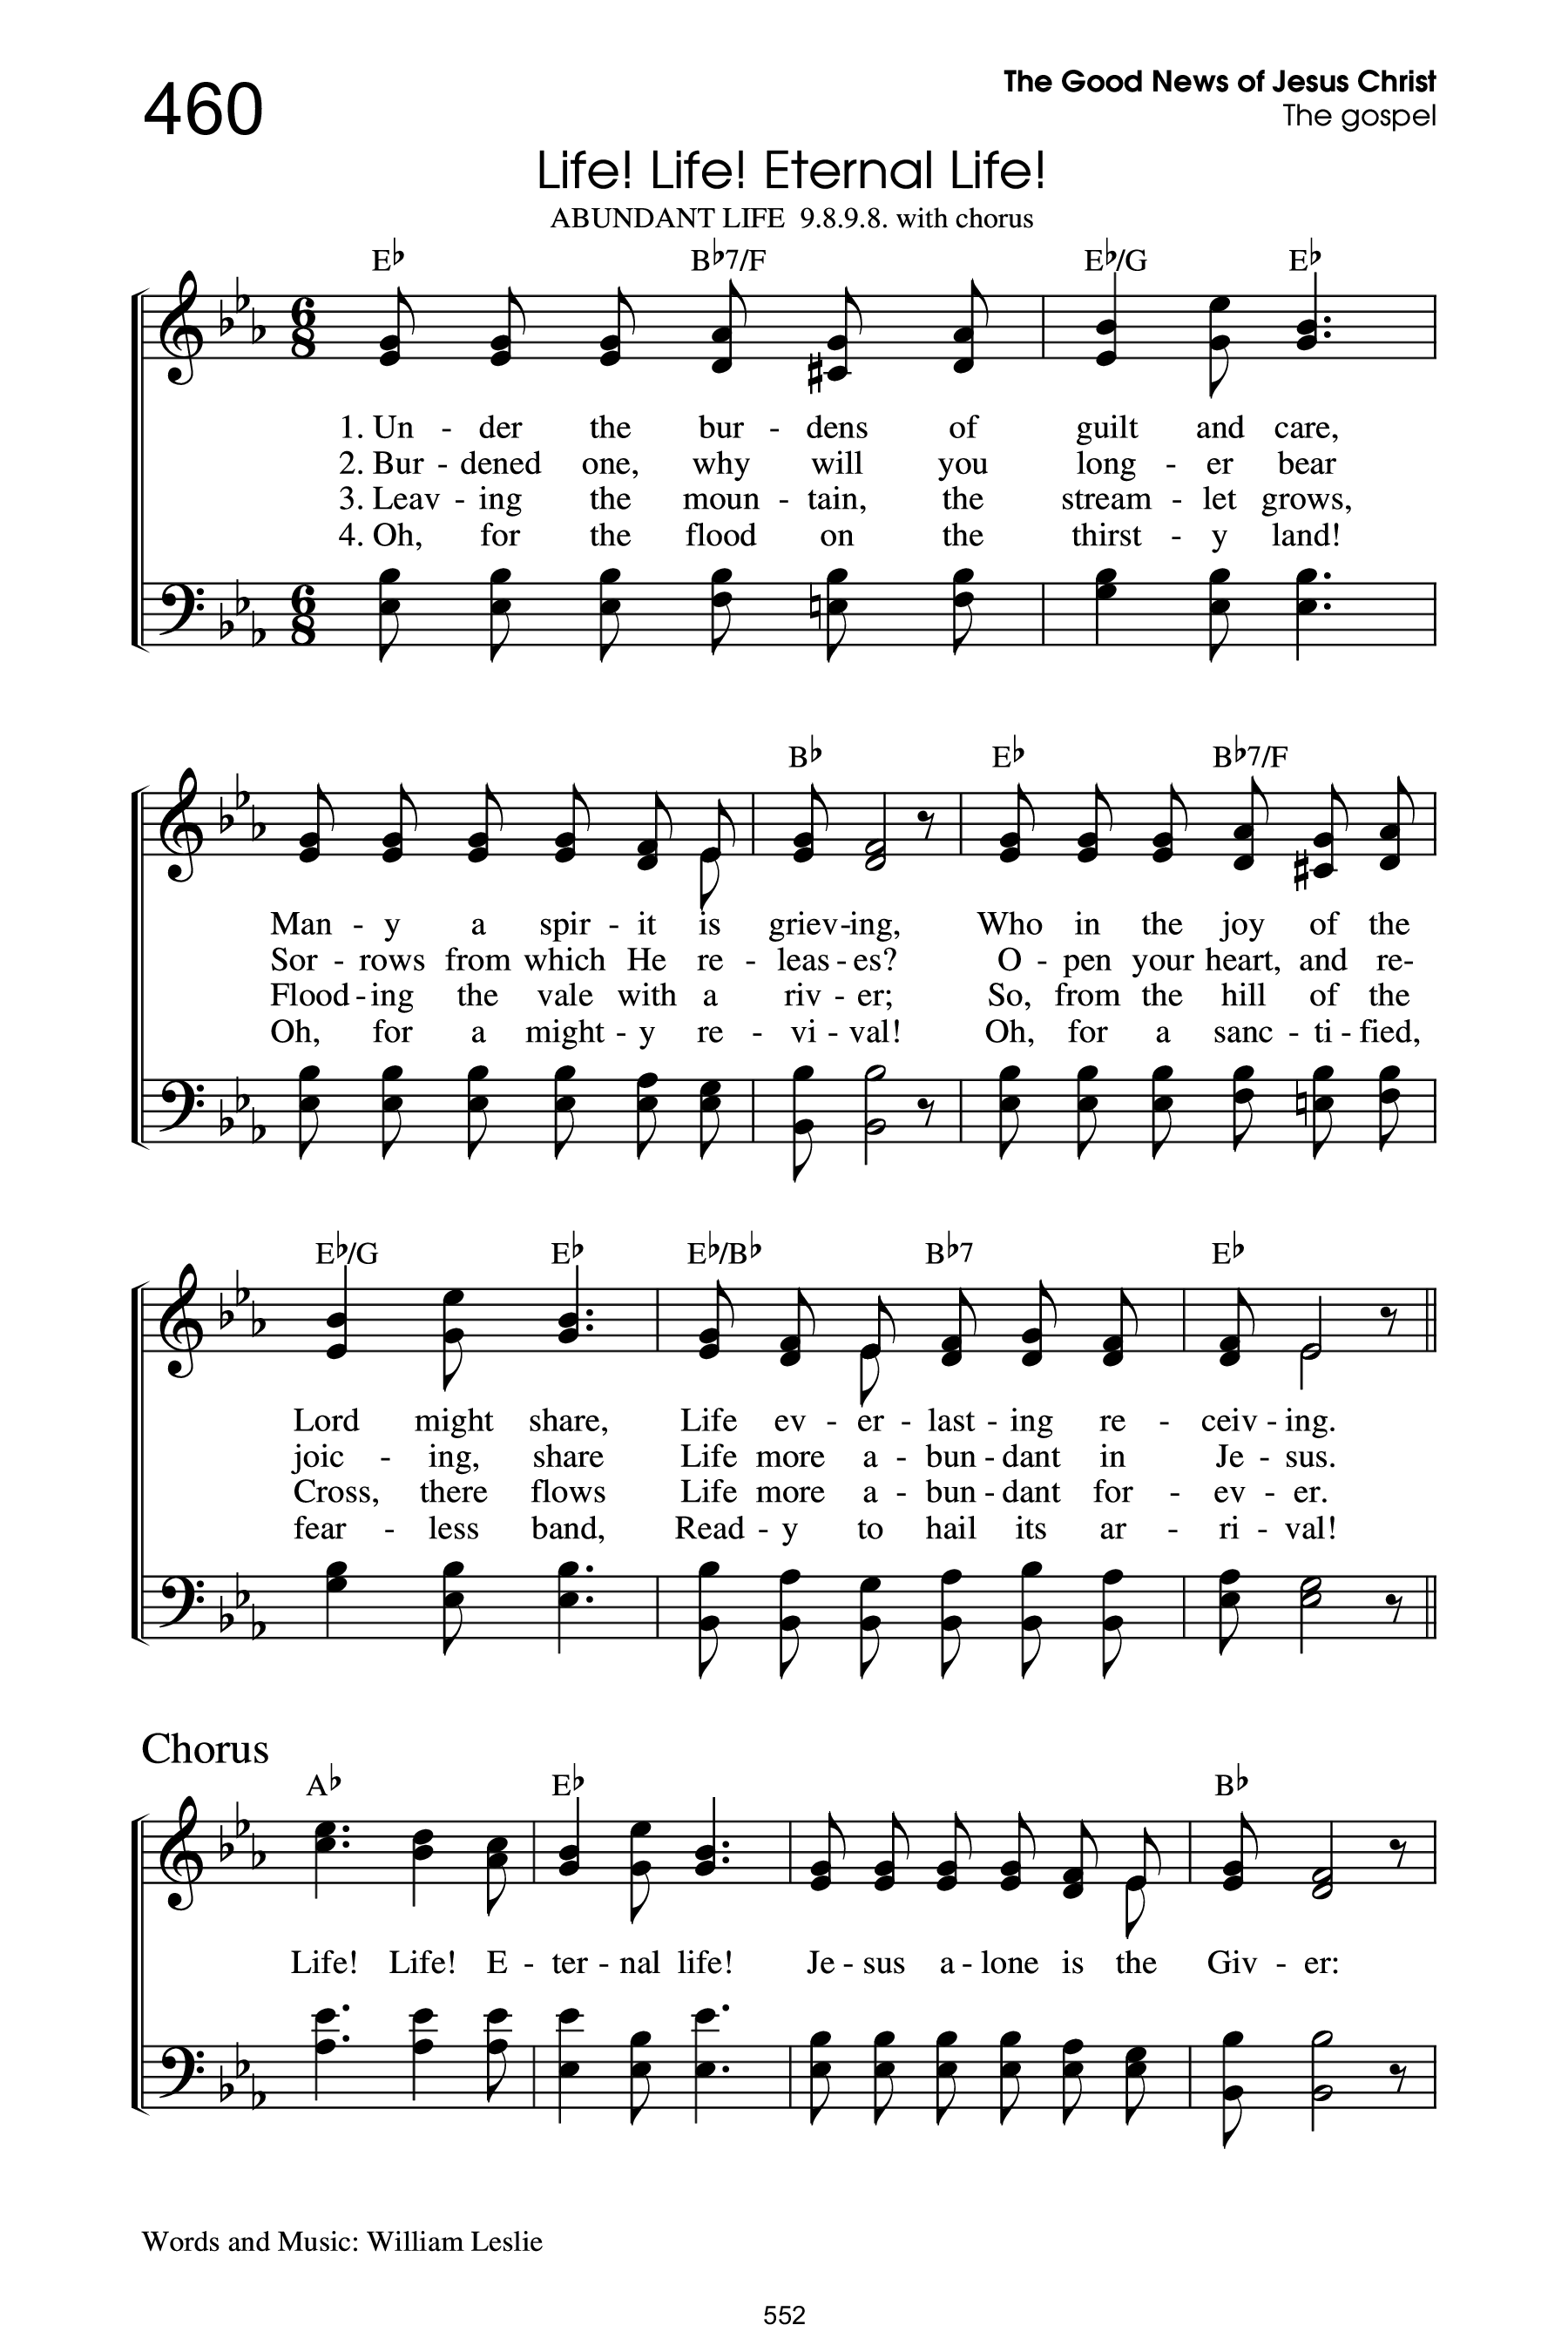 460
The Good News of Jesus Christ
The gospel
Life! Life! Eternal Life!
ABUNDANT LIFE 9.8.9.8. with chorus
E♭ B♭7/F E♭/G E♭
1. Un - der the bur - dens of guilt and care,
2. Bur - dened one, why will you long - er bear
3. Leav - ing the moun - tain, the stream - let grows,
4. Oh, for the flood on the thirst - y land!
B♭ E♭ B♭7/F
Man - y a spir - it is griev - ing, Who in the joy of the
Sor - rows from which He re - leas - es? O - pen your heart, and re-
Flood - ing the vale with a riv - er; So, from the hill of the
Oh, for a might - y re - vi - val! Oh, for a sanc - ti - fied,
E♭/G E♭ E♭/B♭ B♭7 E♭
Lord might share, Life ev - er - last - ing re - ceiv - ing.
joic - ing, share Life more a - bun - dant in Je - sus.
Cross, there flows Life more a - bun - dant for - ev - er.
fear - less band, Read - y to hail its ar - ri - val!
Chorus
A♭ E♭ B♭
Life! Life! E - ter - nal life! Je - sus a - lone is the Giv - er:
Words and Music: William Leslie
552